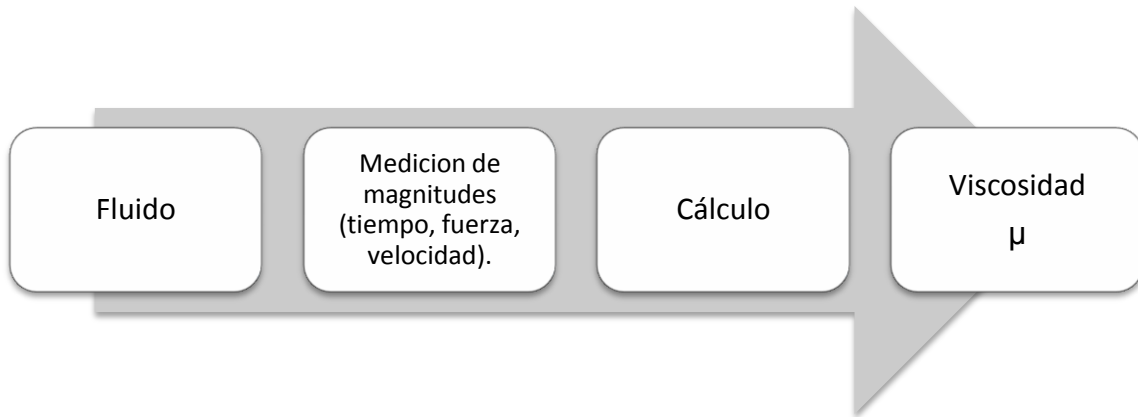 Fluido
Medicion de
magnitudes
(tiempo, fuerza,
velocidad).
Cálculo
Viscosidad
μ